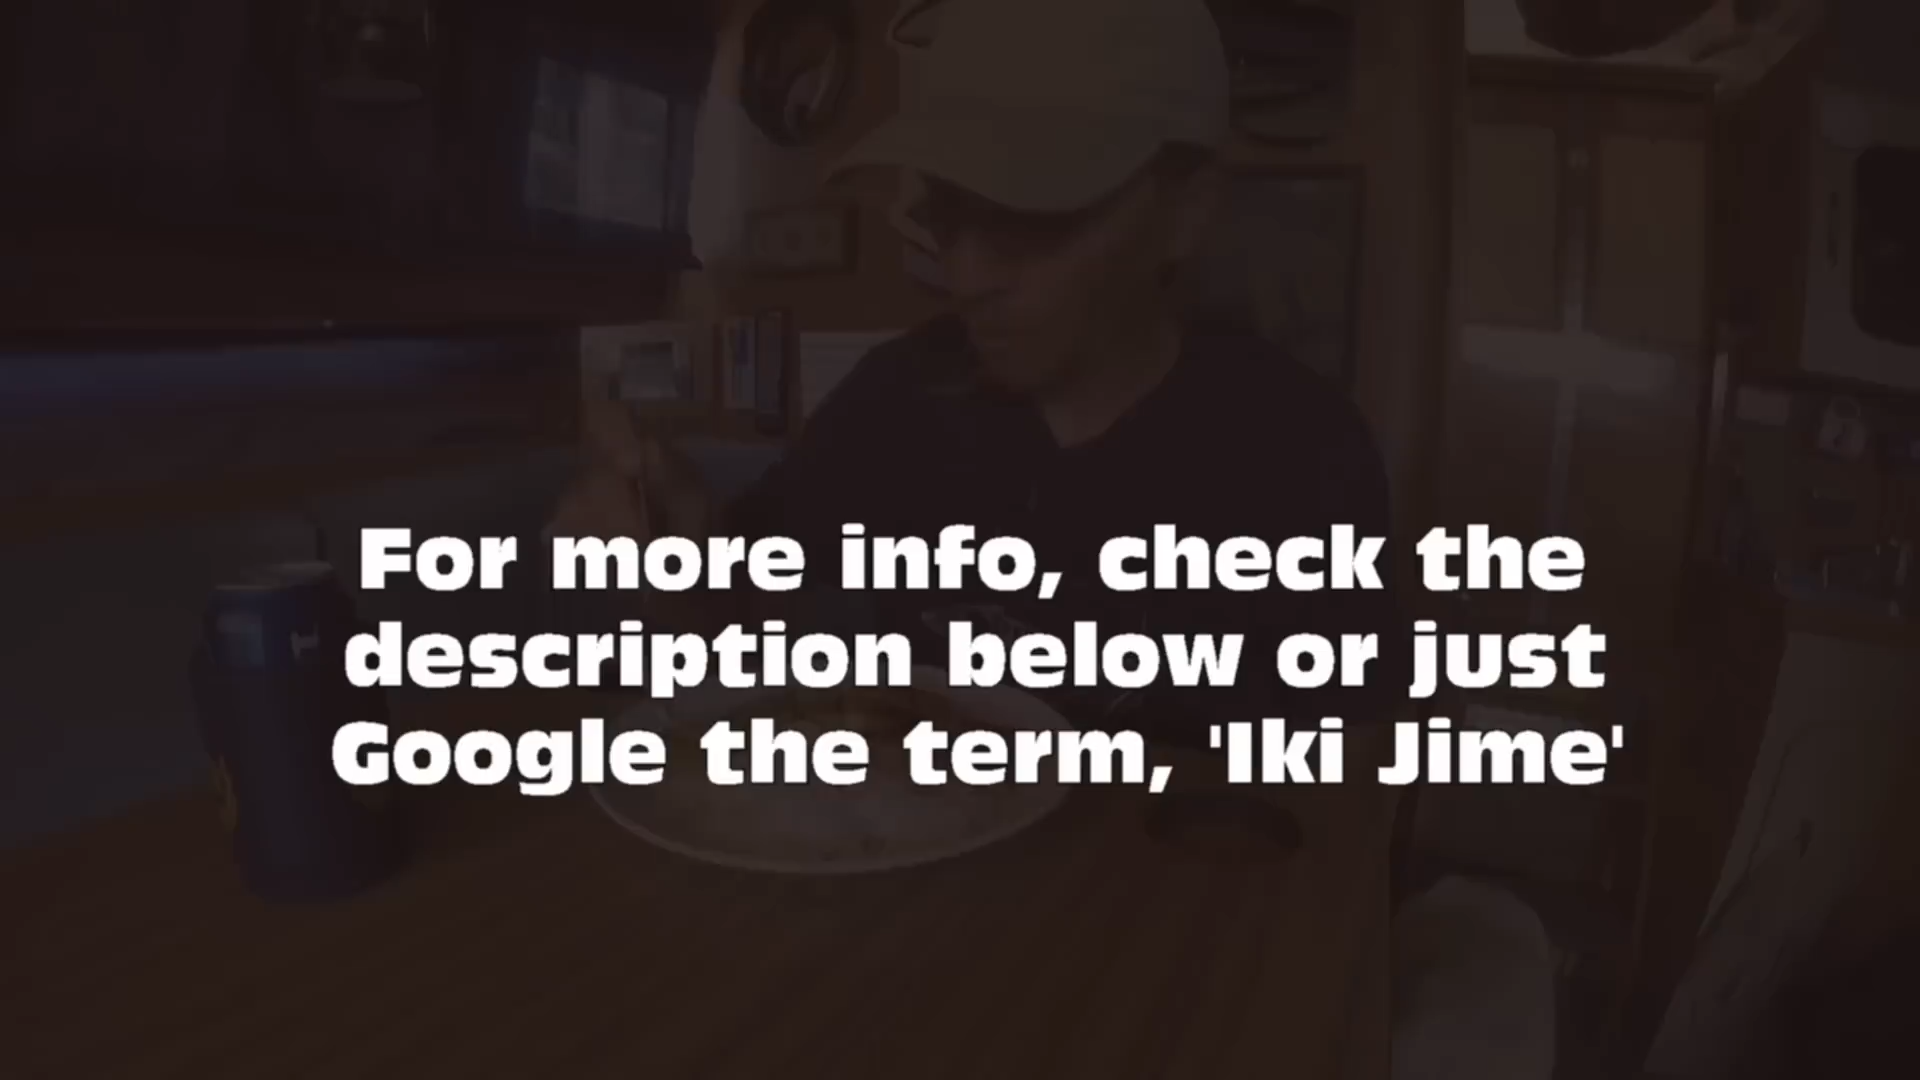 For more info, check the
description below or just
Google the term, 'Iki Jime'